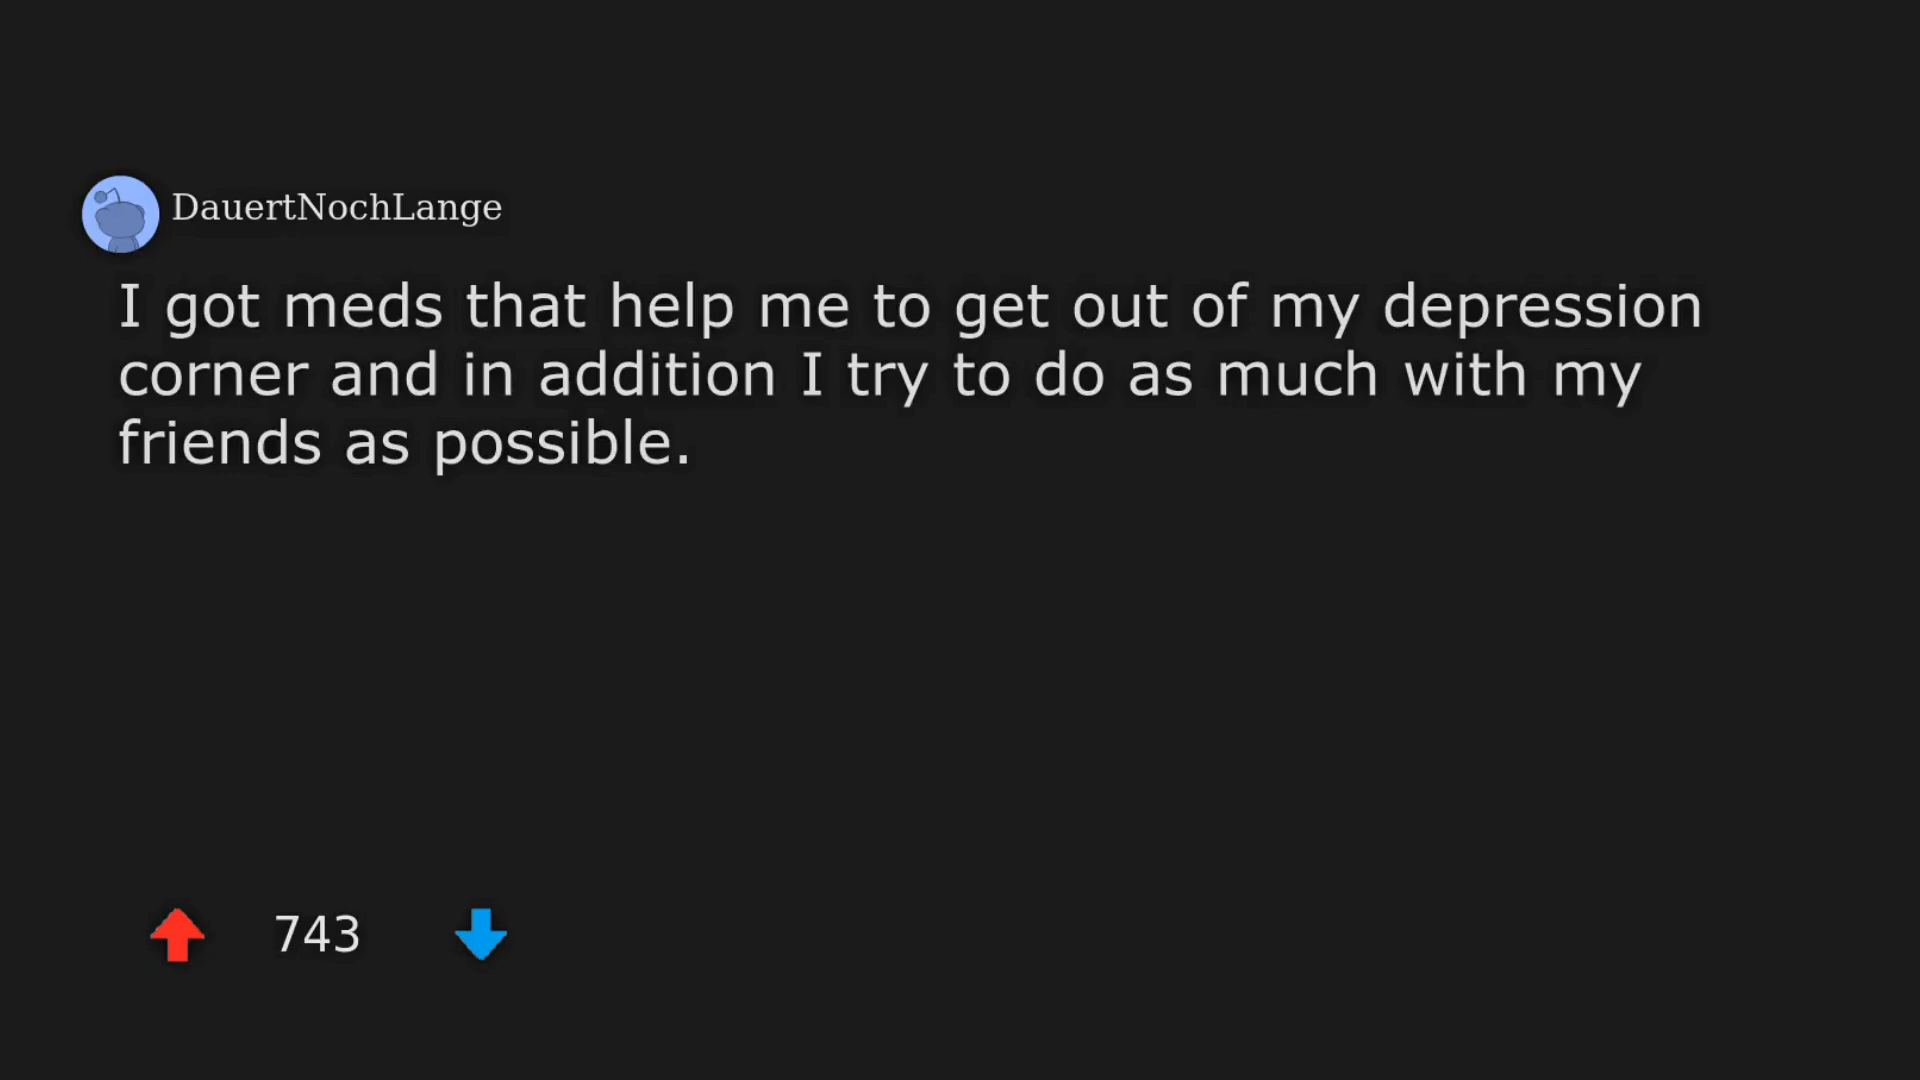 DauertNochLange
I got meds that help me to get out of my depression
corner and in addition I try to do as much with my
friends as possible.
743